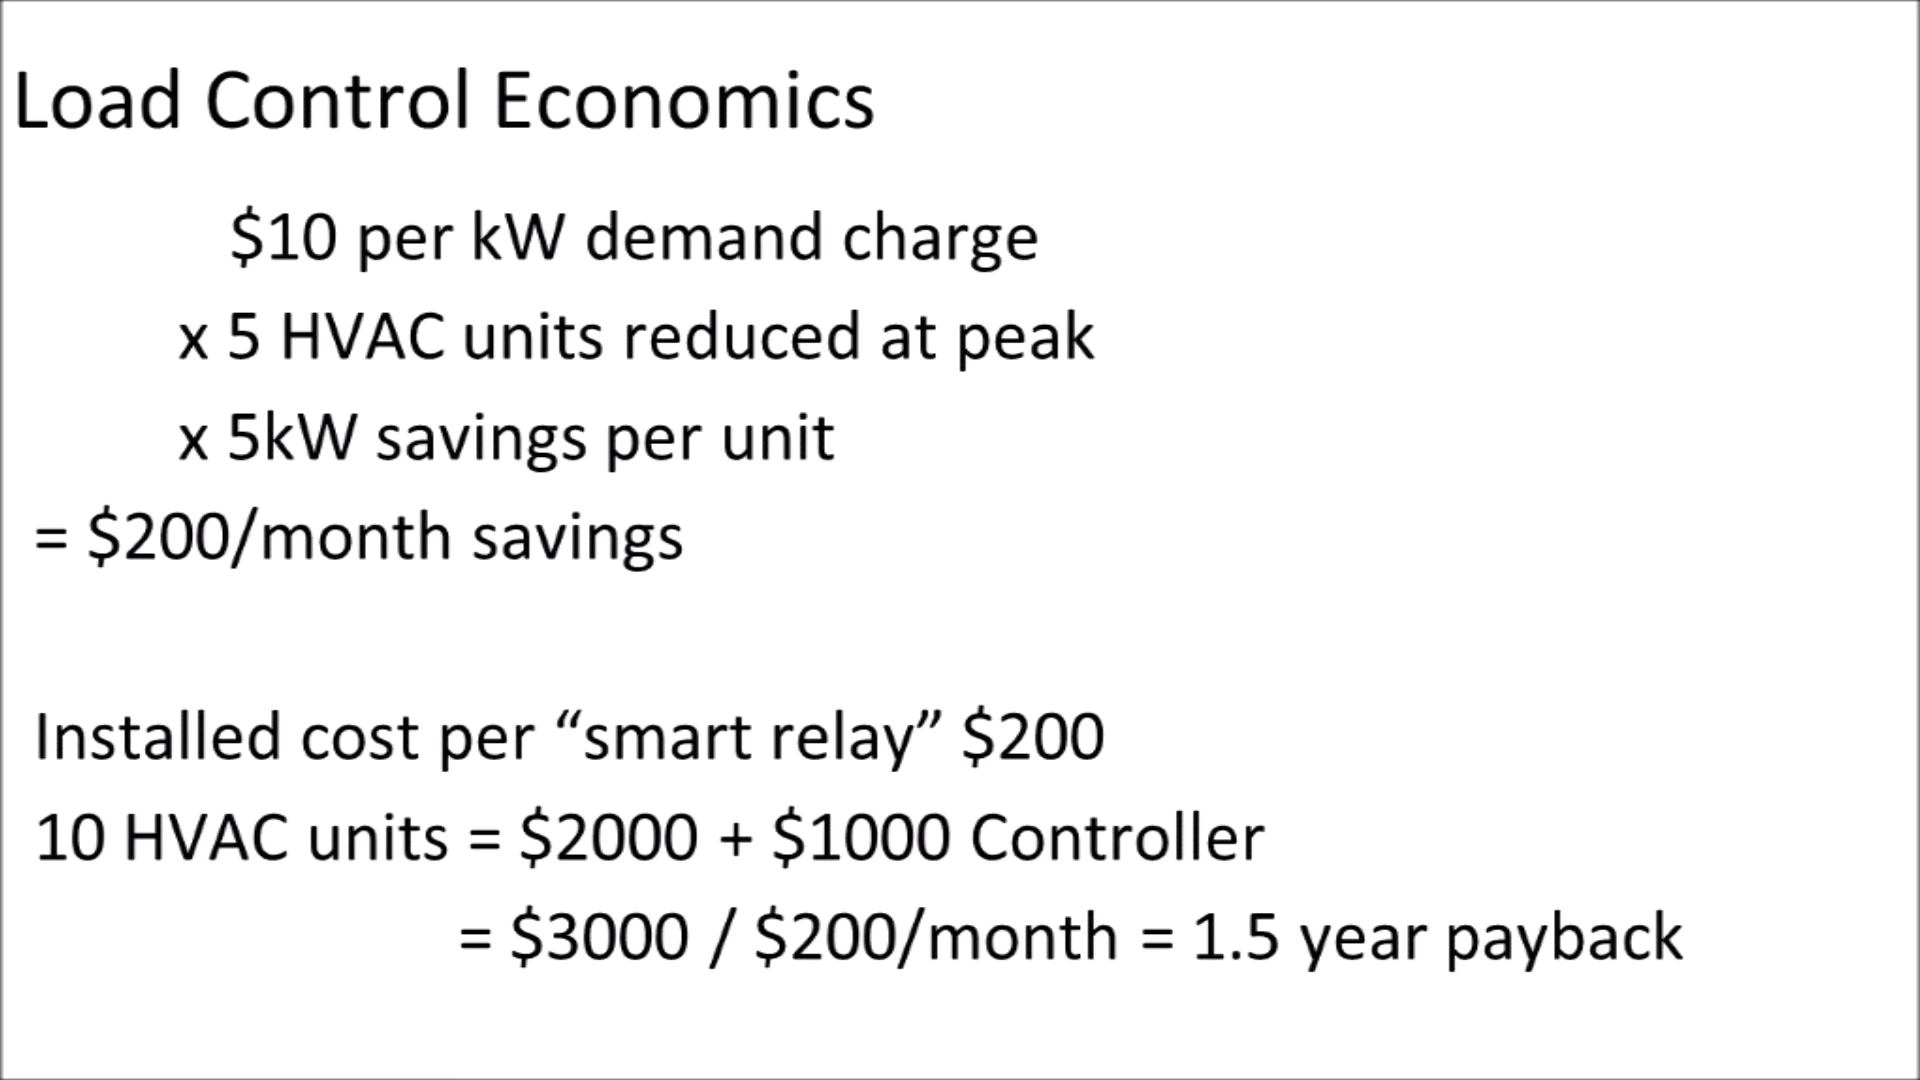 Load Control Economics
$10 per kW demand charge
x 5 HVAC units reduced at peak
x 5kW savings per unit
= $200/month savings
Installed cost per “smart relay” $200
10 HVAC units = $2000 + $1000 Controller
= $3000 / $200/month = 1.5 year payback